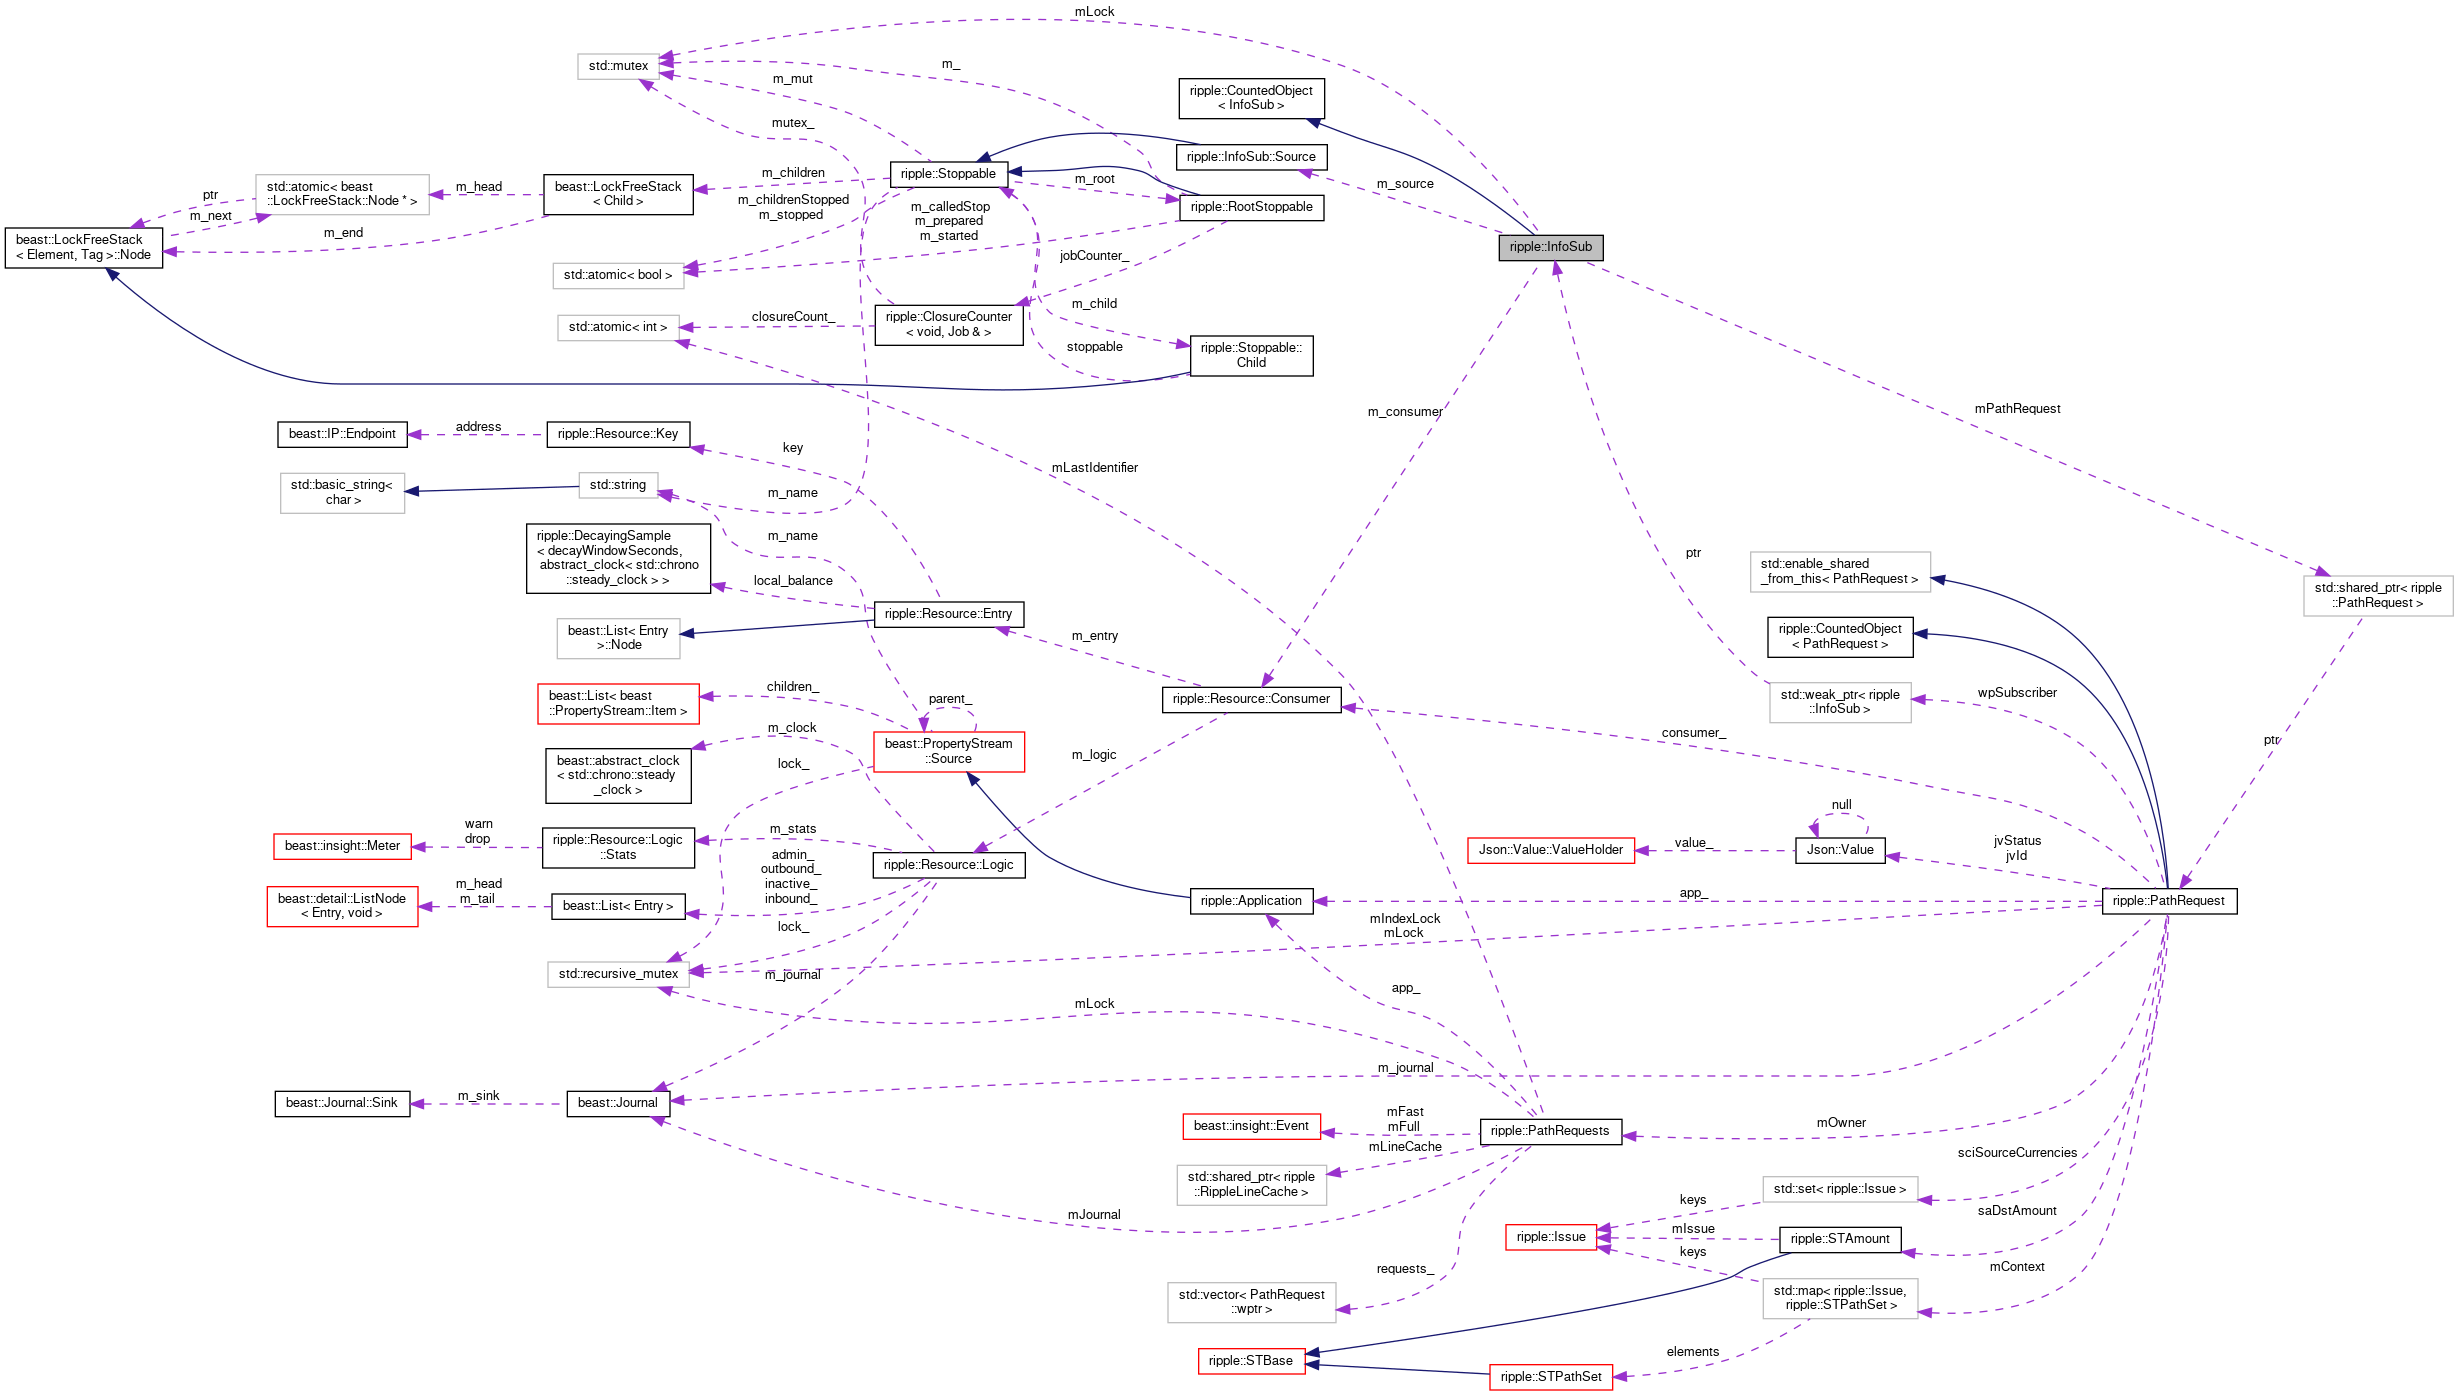 mLock
std::mutex
m_
m_mut
ripple::CountedObject
< InfoSub >
mutex_
ripple::InfoSub::Source
m_children
ripple::Stoppable
m_root
m_source
ptr
std::atomic< beast
::LockFreeStack::Node * >
m_head
beast::LockFreeStack
< Child >
m_childrenStopped
m_stopped
m_calledStop
m_prepared
m_started
ripple::RootStoppable
m_next
m_end
beast::LockFreeStack
< Element, Tag >::Node
ripple::InfoSub
jobCounter_
std::atomic< bool >
m_child
closureCount_
ripple::ClosureCounter
< void, Job & >
std::atomic< int >
stoppable
ripple::Stoppable::
Child
m_consumer
mPathRequest
beast::IP::Endpoint
address
ripple::Resource::Key
key
mLastIdentifier
std::basic_string<
char >
std::string
m_name
m_name
ripple::DecayingSample
< decayWindowSeconds,
abstract_clock< std::chrono
::steady_clock > >
local_balance
ptr
std::enable_shared
_from_this< PathRequest >
std::shared_ptr< ripple
::PathRequest >
ripple::Resource::Entry
beast::List< Entry
>::Node
m_entry
ripple::CountedObject
< PathRequest >
children_
beast::List< beast
::PropertyStream::Item >
parent_
ripple::Resource::Consumer
std::weak_ptr< ripple
::InfoSub >
wpSubscriber
m_clock
consumer_
ptr
beast::PropertyStream
::Source
beast::abstract_clock
< std::chrono::steady
_clock >
lock_
m_logic
null
warn
drop
beast::insight::Meter
ripple::Resource::Logic
::Stats
m_stats
Json::Value::ValueHolder
value_
Json::Value
jvStatus
jvId
admin_
outbound_
inactive_
inbound_
ripple::Resource::Logic
m_head
m_tail
beast::detail::ListNode
< Entry, void >
beast::List< Entry >
ripple::Application
app_
ripple::PathRequest
lock_
mIndexLock
mLock
std::recursive_mutex
m_journal
app_
mLock
m_journal
beast::Journal::Sink
m_sink
beast::Journal
beast::insight::Event
mFast
mFull
ripple::PathRequests
mOwner
mLineCache
std::shared_ptr< ripple
::RippleLineCache >
sciSourceCurrencies
mJournal
std::set< ripple::Issue >
keys
saDstAmount
ripple::Issue
mIssue
ripple::STAmount
keys
requests_
mContext
std::vector< PathRequest
::wptr >
std::map< ripple::Issue,
ripple::STPathSet >
ripple::STBase
elements
ripple::STPathSet